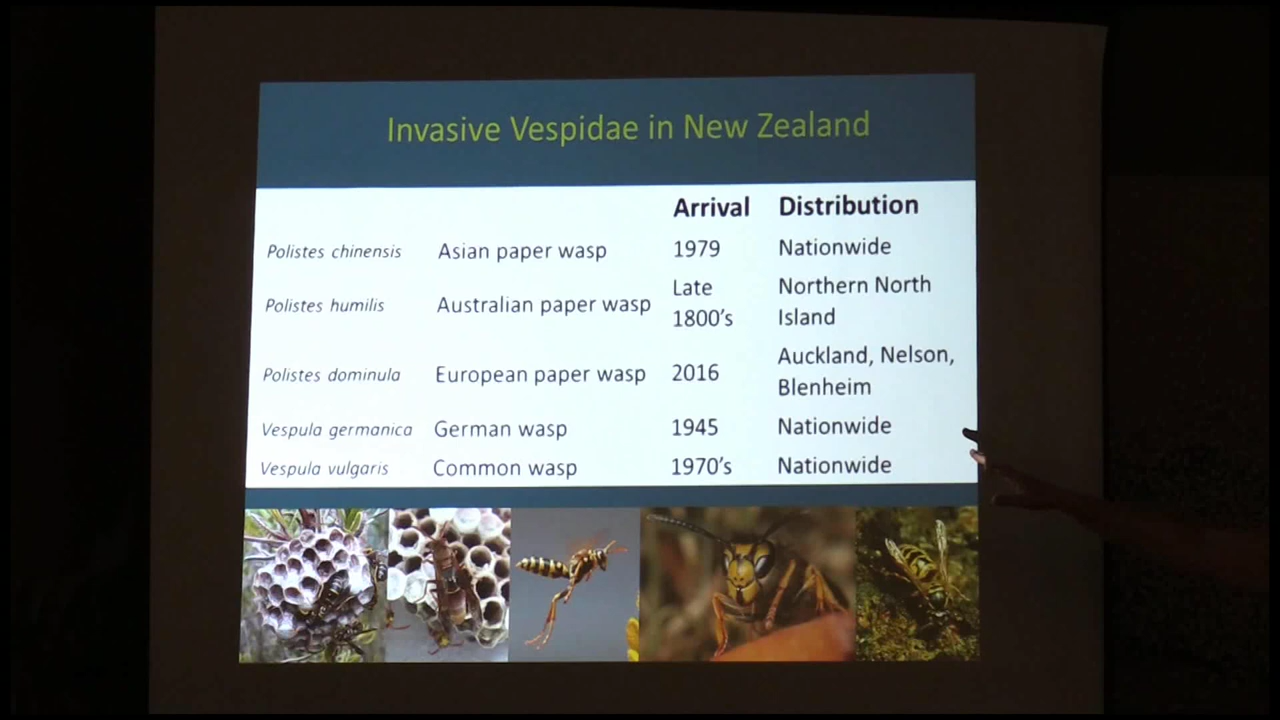 Invasive Vespidae in New Zealand
Arrival Distribution
Polistes chinensis Asian paper wasp 1979 Nationwide
Polistes humilis Australian paper wasp Late 1800's Northern North Island
Polistes dominula European paper wasp 2016 Auckland, Nelson, Blenheim
Vespula germanica German wasp 1945 Nationwide
Vespula vulgaris Common wasp 1970's Nationwide